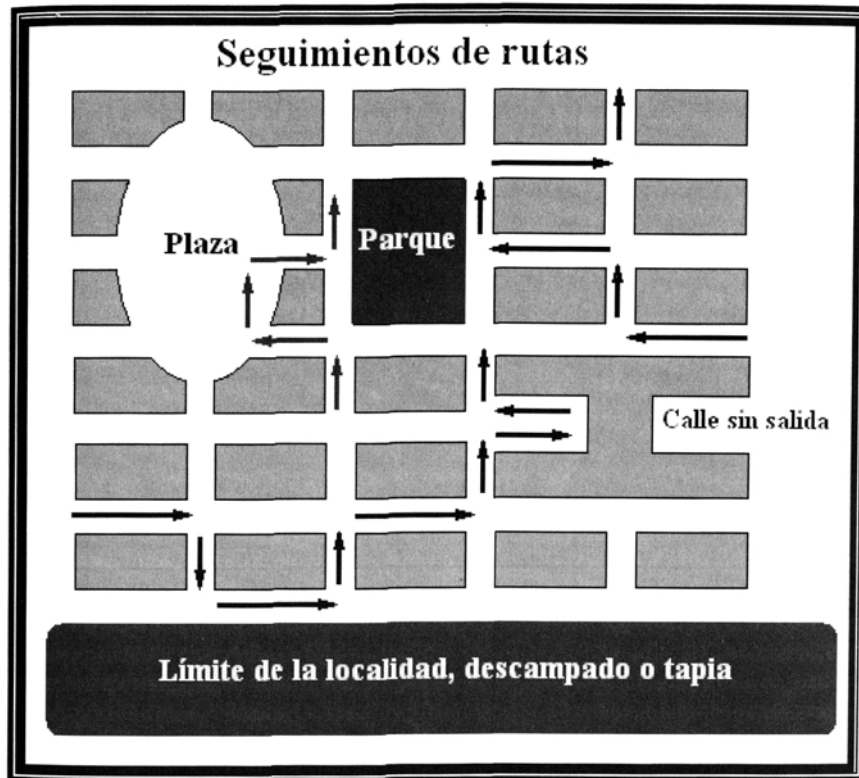 Seguimientos de rutas
Plaza
Parque
Calle sin salida
Límite de la localidad, descampado o tapia